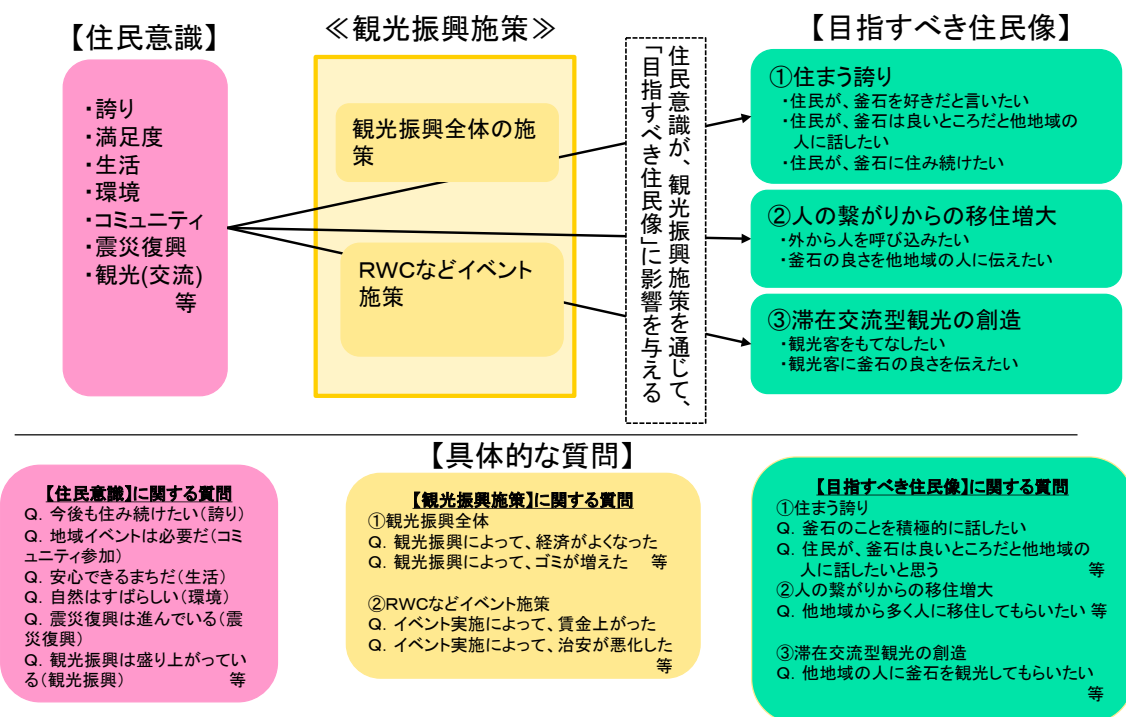 【住民意識】
≪観光振興施策≫
【目指すべき住民像】
・誇り
・満足度
・生活
・環境
・コミュニティ
・震災復興
・観光(交流)
等
観光振興全体の施
策
RWCなどイベント
施策
住民意識が、観光振興施策を通じて、
「目指すべき住民像」に影響を与える
①住まう誇り
・住民が、釜石を好きだと言いたい
・住民が、釜石は良いところだと他地域の
人に話したい
・住民が、釜石に住み続けたい
②人の繋がりからの移住増大
・外から人を呼び込みたい
・釜石の良さを他地域の人に伝えたい
③滞在交流型観光の創造
・観光客をもてなしたい
・観光客に釜石の良さを伝えたい
【具体的な質問】
【住民意識】に関する質問
Q. 今後も住み続けたい(誇り)
Q. 地域イベントは必要だ(コミ
ュニティ参加)
Q. 安心できるまちだ(生活)
Q. 自然はすばらしい(環境)
Q. 震災復興は進んでいる(震
災復興)
Q. 観光振興は盛り上がってい
る(観光振興) 等
【観光振興施策】に関する質問
①観光振興全体
Q. 観光振興によって、経済がよくなった
Q. 観光振興によって、ゴミが増えた 等
②RWCなどイベント施策
Q. イベント実施によって、賃金上がった
Q. イベント実施によって、治安が悪化した
等
【目指すべき住民像】に関する質問
①住まう誇り
Q. 釜石のことを積極的に話したい
Q. 住民が、釜石は良いところだと他地域の
人に話したいと思う 等
②人の繋がりからの移住増大
Q. 他地域から多く人に移住してもらいたい 等
③滞在交流型観光の創造
Q. 他地域の人に釜石を観光してもらいたい
等